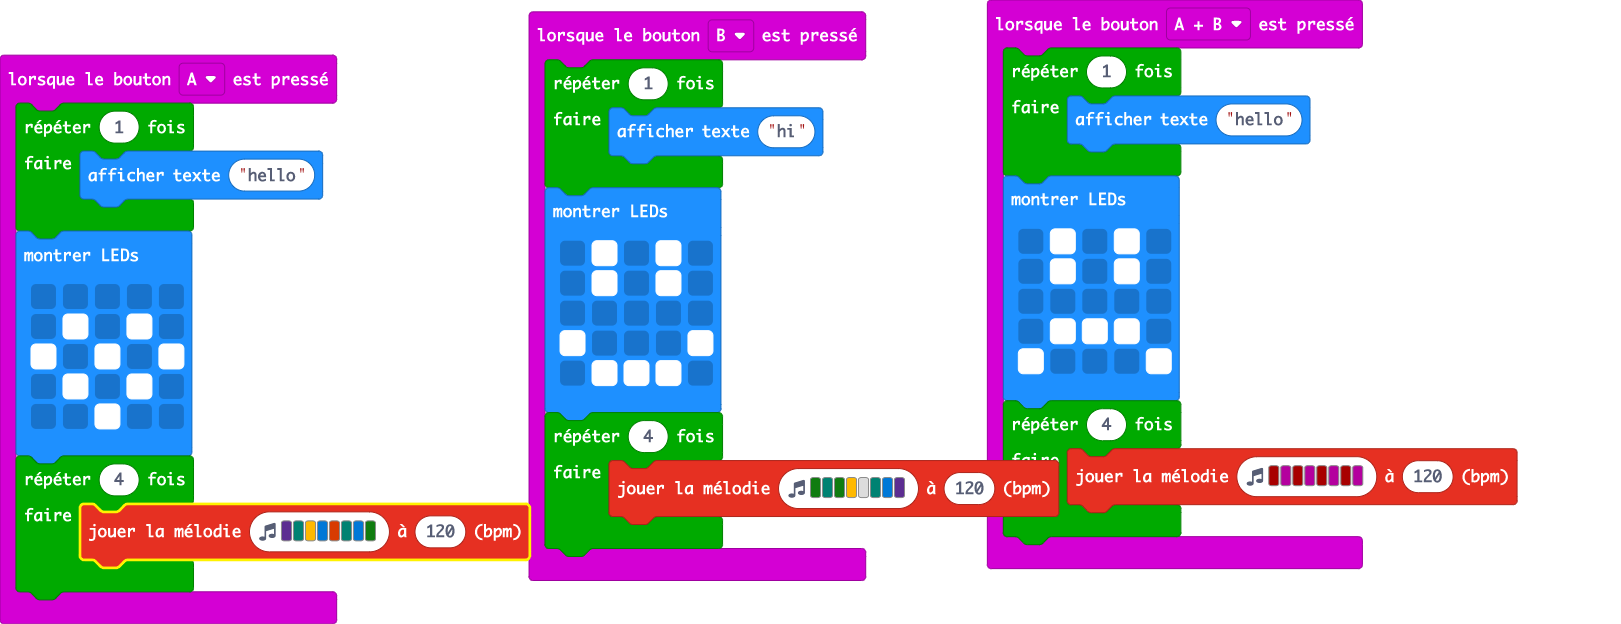 lorsque le bouton A est pressé
répéter 1 fois
faire
afficher texte "hello"
montrer LEDs
répéter 4 fois
faire
jouer la mélodie à 120 (bpm)
lorsque le bouton B est pressé
répéter 1 fois
faire
afficher texte "hi"
montrer LEDs
répéter 4 fois
faire
jouer la mélodie à 120 (bpm)
lorsque le bouton A + B est pressé
répéter 1 fois
faire
afficher texte "hello"
montrer LEDs
répéter 4 fois
faire
jouer la mélodie à 120 (bpm)